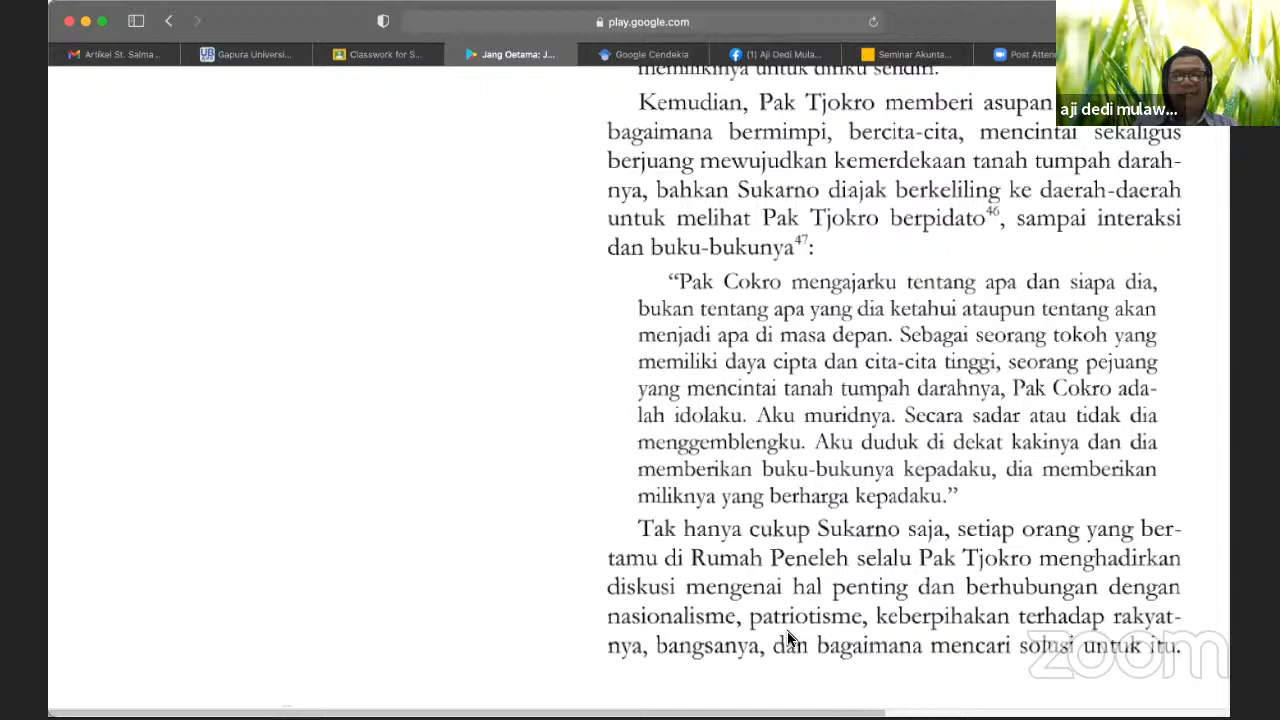 play.google.com
Artikel St. Salma...
Gapura Universi...
Classwork for S...
Jang Oetama: J...
Google Cendekia
(1) Aji Dedi Mula...
Seminar Akunta...
Post Atten
aji dedi mulaw...
memilikinya untuk diriku sendiri.
Kemudian, Pak Tjokro memberi asupan
bagaimana bermimpi, bercita-cita, mencintai sekaligus
berjuang mewujudkan kemerdekaan tanah tumpah darah-
nya, bahkan Sukarno diajak berkeliling ke daerah-daerah
untuk melihat Pak Tjokro berpidato46, sampai interaksi
dan buku-bukunya47:
“Pak Cokro mengajarku tentang apa dan siapa dia,
bukan tentang apa yang dia ketahui ataupun tentang akan
menjadi apa di masa depan. Sebagai seorang tokoh yang
memiliki daya cipta dan cita-cita tinggi, seorang pejuang
yang mencintai tanah tumpah darahnya, Pak Cokro ada-
lah idolaku. Aku muridnya. Secara sadar atau tidak dia
menggemblengku. Aku duduk di dekat kakinya dan dia
memberikan buku-bukunya kepadaku, dia memberikan
miliknya yang berharga kepadaku.”
Tak hanya cukup Sukarno saja, setiap orang yang ber-
tamu di Rumah Peneleh selalu Pak Tjokro menghadirkan
diskusi mengenai hal penting dan berhubungan dengan
nasionalisme, patriotisme, keberpihakan terhadap rakyat-
nya, bangsanya, dan bagaimana mencari solusi untuk itu.
zoom